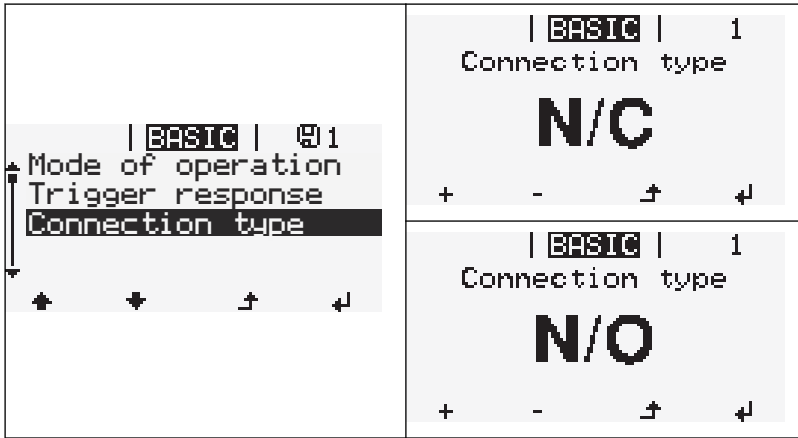 | BASIC | 1
Mode of operation
Trigger response
Connection type
| BASIC | 1
Connection type
N/C
+ -
| BASIC | 1
Connection type
N/O
+ -